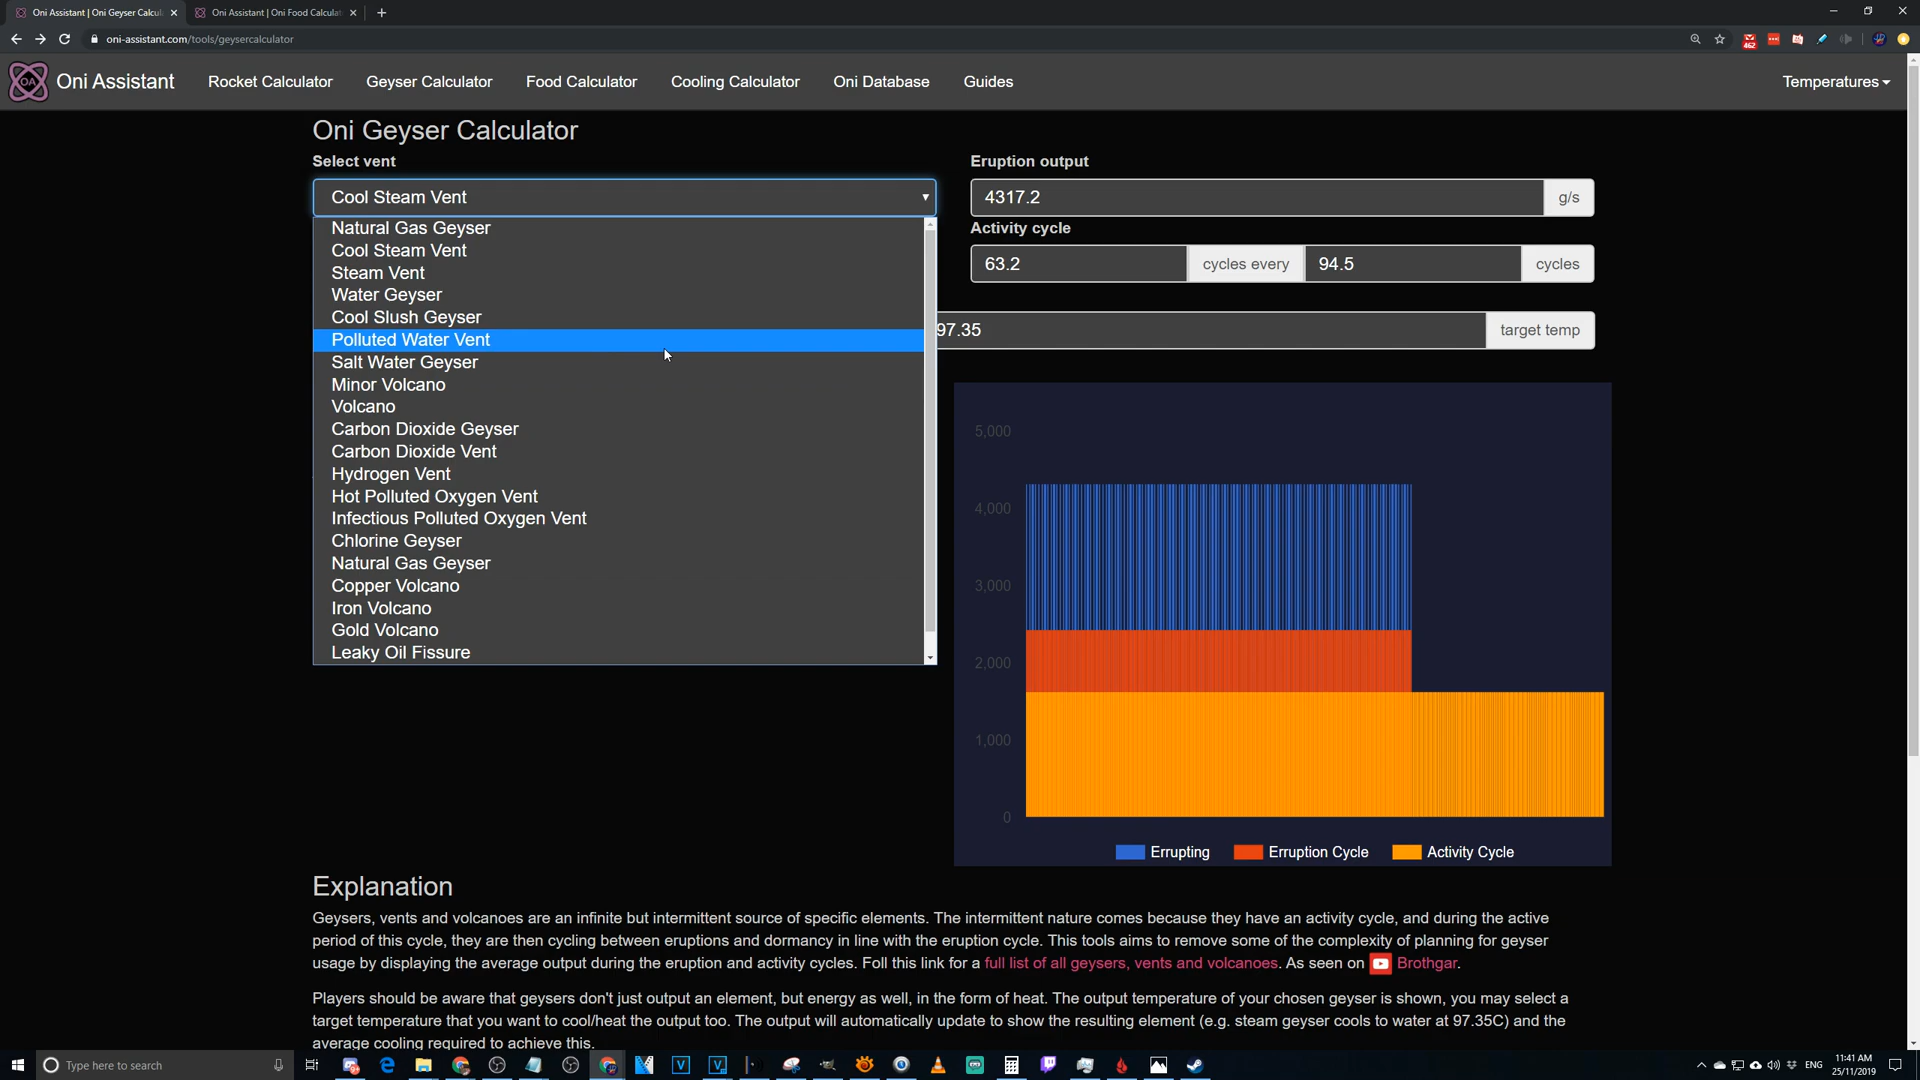 Oni Assistant | Oni Geyser Calcul
Oni Assistant | Oni Food Calculat
oni-assistant.com/tools/geysercalculator
462
OA
Oni Assistant
Rocket Calculator
Geyser Calculator
Food Calculator
Cooling Calculator
Oni Database
Guides
Temperatures
Oni Geyser Calculator
Select vent
Cool Steam Vent
Natural Gas Geyser
Cool Steam Vent
Steam Vent
Water Geyser
Cool Slush Geyser
Polluted Water Vent
Salt Water Geyser
Minor Volcano
Volcano
Carbon Dioxide Geyser
Carbon Dioxide Vent
Hydrogen Vent
Hot Polluted Oxygen Vent
Infectious Polluted Oxygen Vent
Chlorine Geyser
Natural Gas Geyser
Copper Volcano
Iron Volcano
Gold Volcano
Leaky Oil Fissure
Eruption output
4317.2 g/s
Activity cycle
63.2 cycles every 94.5 cycles
97.35 target temp
5,000
4,000
3,000
2,000
1,000
0
Errupting Erruption Cycle Activity Cycle
Explanation
Geysers, vents and volcanoes are an infinite but intermittent source of specific elements. The intermittent nature comes because they have an activity cycle, and during the active
period of this cycle, they are then cycling between eruptions and dormancy in line with the eruption cycle. This tools aims to remove some of the complexity of planning for geyser
usage by displaying the average output during the eruption and activity cycles. Foll this link for a full list of all geysers, vents and volcanoes. As seen on Brothgar.
Players should be aware that geysers don't just output an element, but energy as well, in the form of heat. The output temperature of your chosen geyser is shown, you may select a
target temperature that you want to cool/heat the output too. The output will automatically update to show the resulting element (e.g. steam geyser cools to water at 97.35C) and the
average cooling required to achieve this.
Type here to search
ENG
11:41 AM
25/11/2019